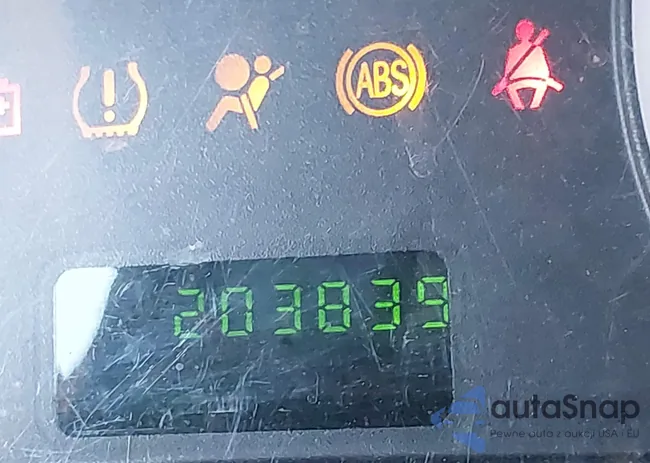 ABS
203839
autaSnap
Pewne auta z aukcji USA i EU